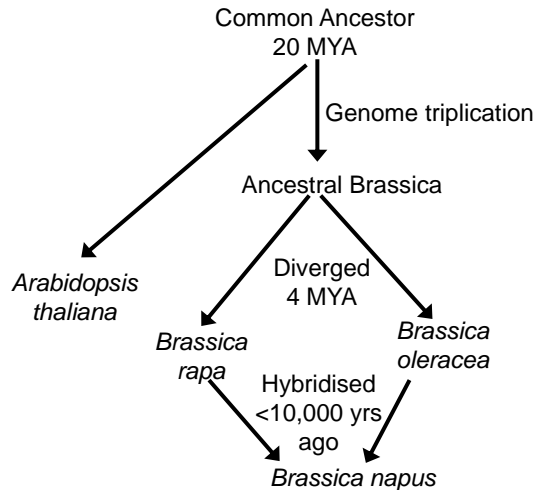 Common Ancestor
20 MYA
Genome triplication
Ancestral Brassica
Arabidopsis
thaliana
Diverged
4 MYA
Brassica
rapa
Brassica
oleracea
Hybridised
<10,000 yrs
ago
Brassica napus